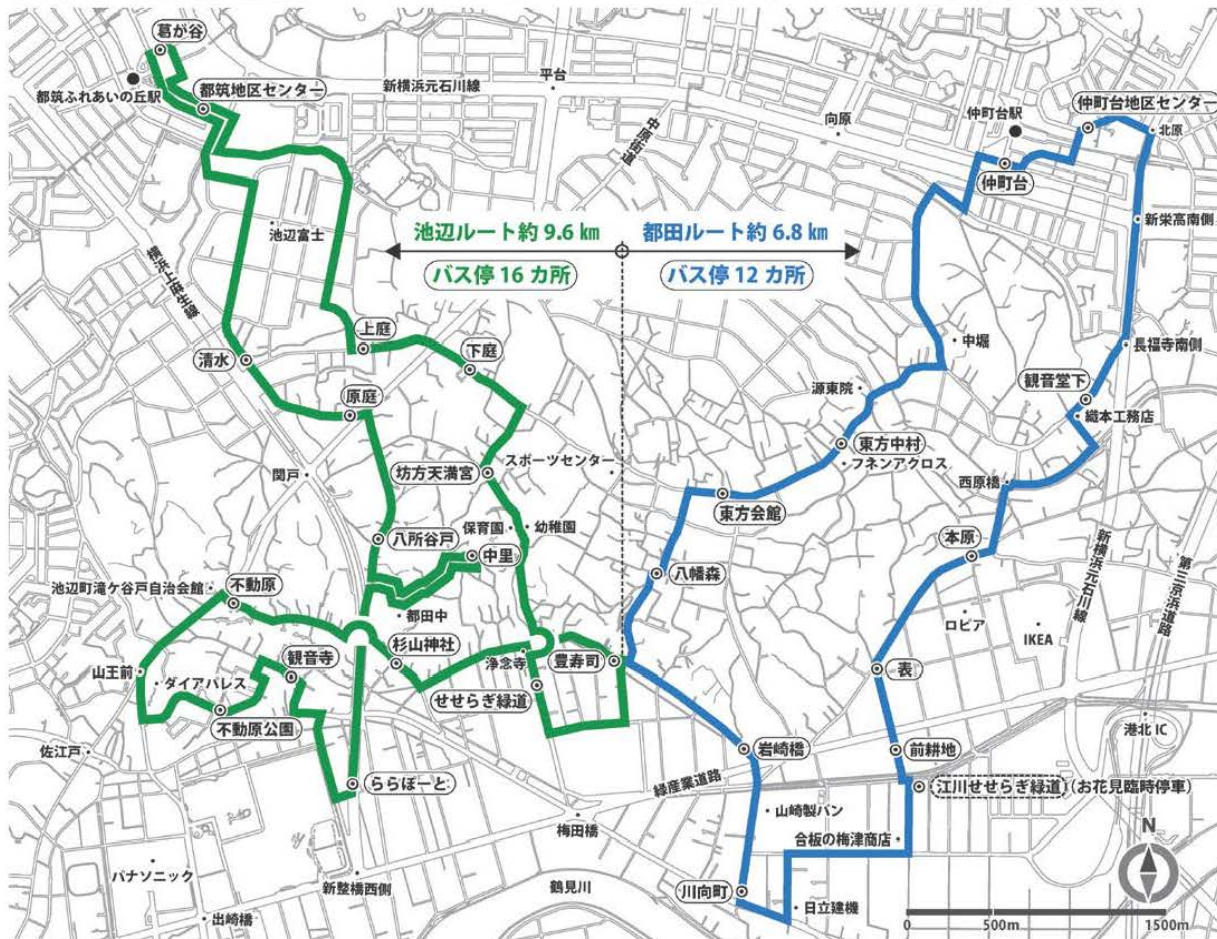 葛が谷
都筑ふれあいの丘駅
都筑地区センター
新横浜元石川線
平台
中原街道
向原
仲町台駅
仲町台地区センター
北原
仲町台
新栄高南側
池辺富士
横浜上麻生線
池辺ルート約 9.6 ㎞
バス停 16 カ所
都田ルート約 6.8 ㎞
バス停 12 カ所
上庭
下庭
清水
原庭
中堀
長福寺南側
源東院
観音堂下
織本工務店
東方中村
フネンアクロス
坊方天満宮
スポーツセンター
関戸
西原橋
東方会館
保育園
幼稚園
八所谷戸
中里
本原
新横浜元石川線
第三京浜道路
八幡森
池辺町滝ケ谷戸自治会館
不動原
都田中
ロピア
IKEA
杉山神社
浄念寺
豊寿司
山王前
観音寺
ダイアパレス
せせらぎ緑道
表
不動原公園
佐江戸
岩崎橋
前耕地
港北 IC
ららぽーと
緑産業道路
江川せせらぎ緑道
(お花見臨時停車)
山崎製パン
梅田橋
合板の梅津商店
N
パナソニック
新整橋西側
鶴見川
川向町
日立建機
出崎橋
0
500m
1500m